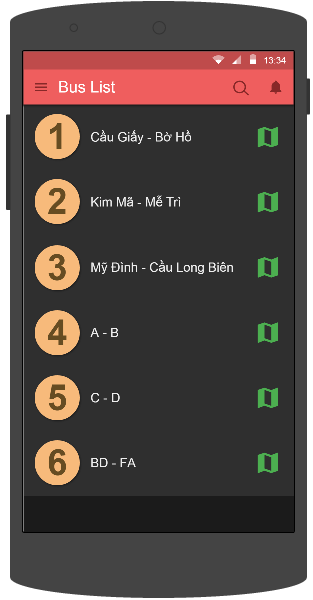 13:34
Bus List
1 Cầu Giấy - Bờ Hồ
2 Kim Mã - Mễ Trì
3 Mỹ Đình - Cầu Long Biên
4 A - B
5 C - D
6 BD - FA